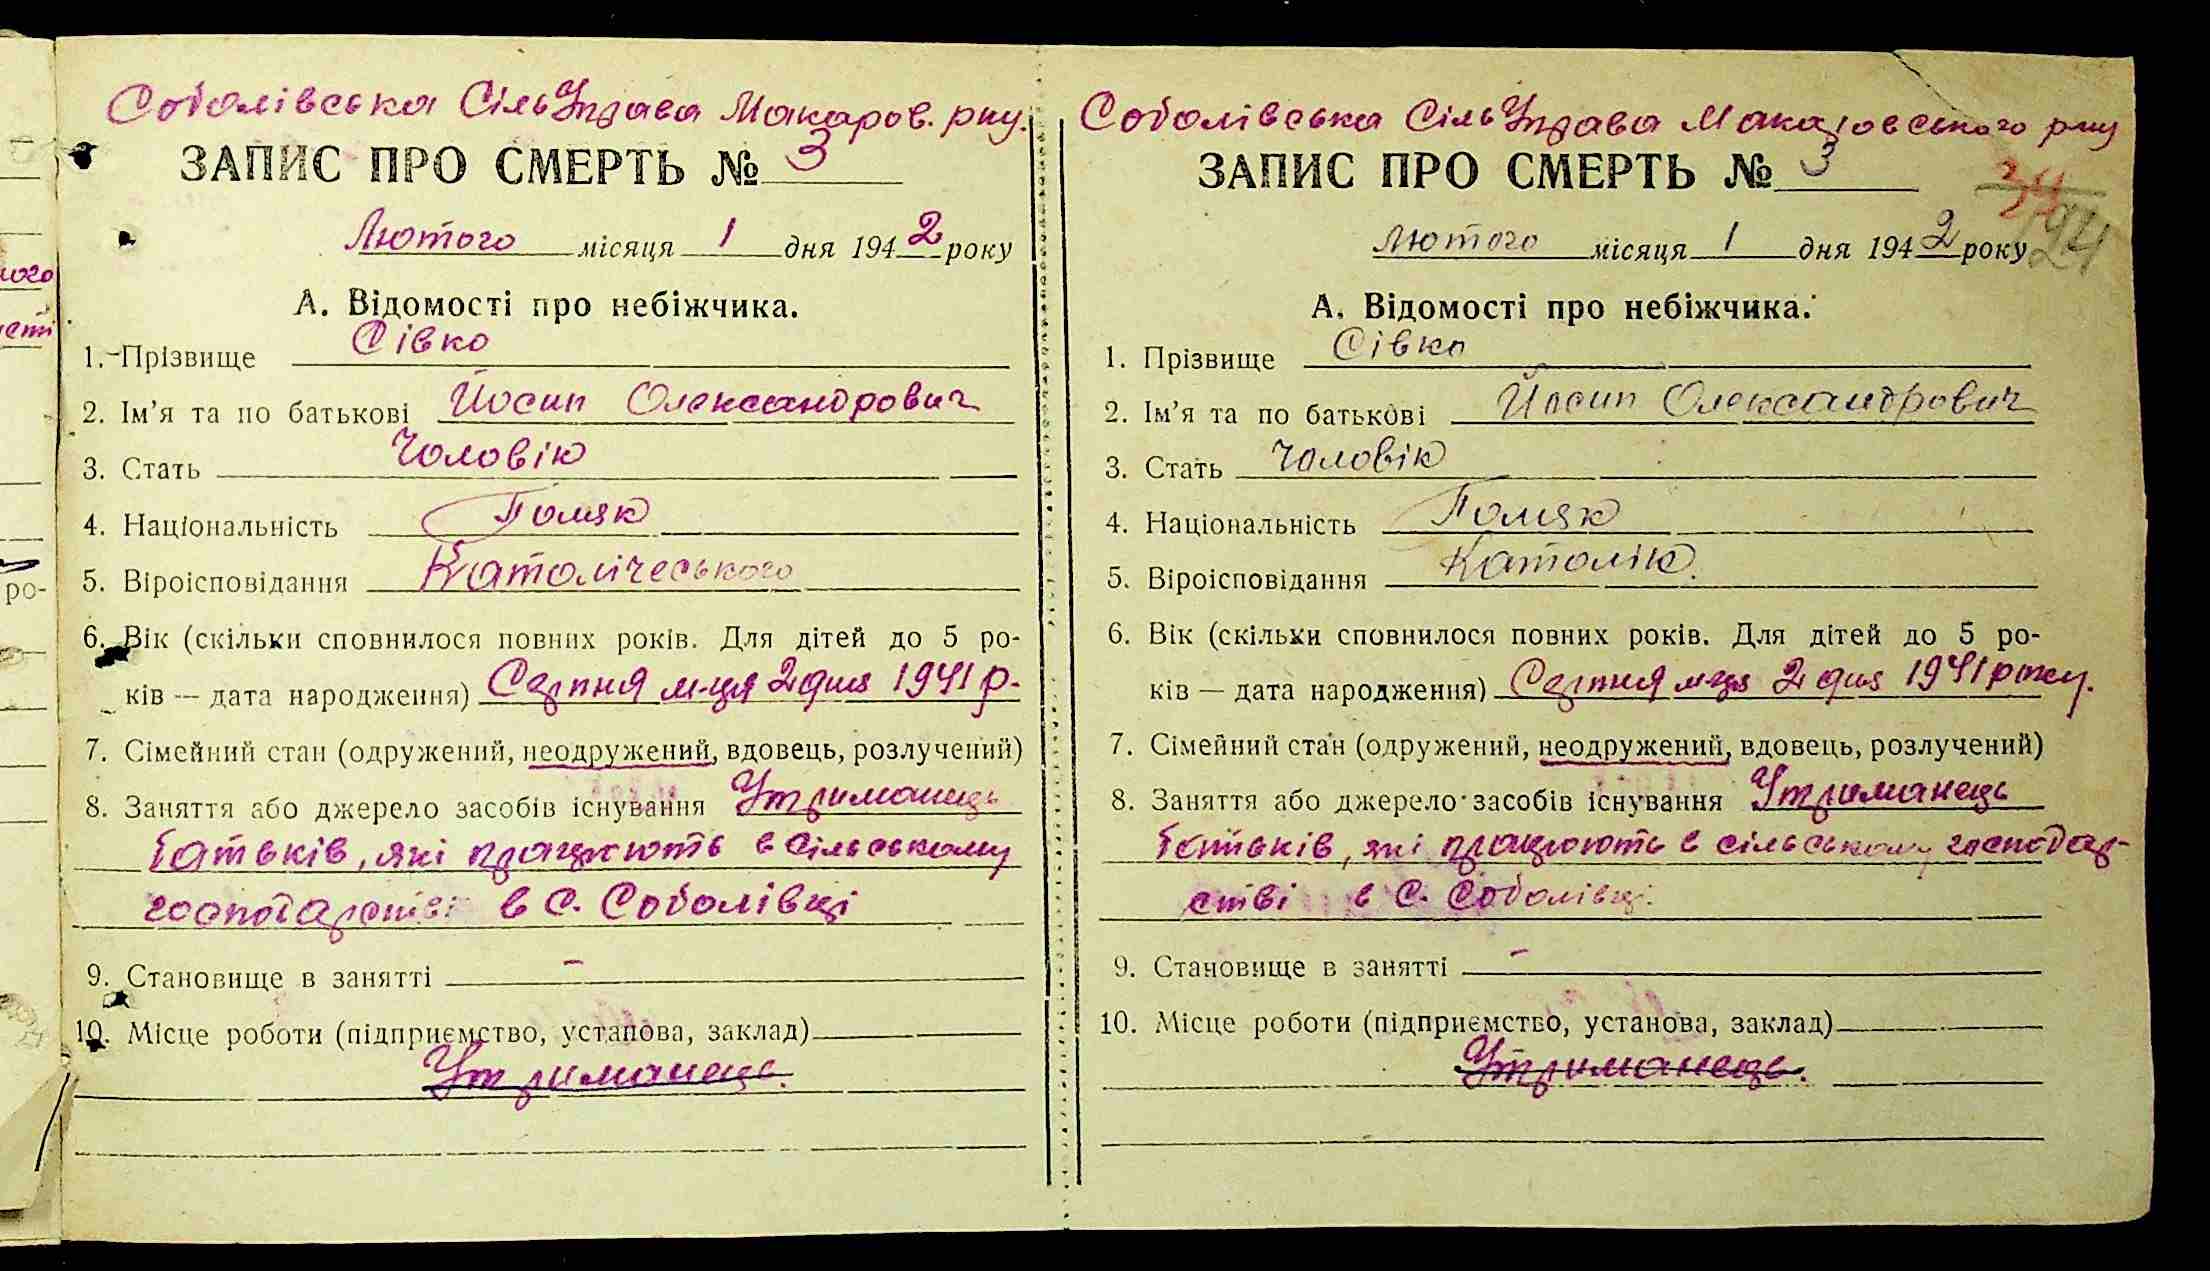 Соболівська СільУправа Макаров. р-ну.
ЗАПИС ПРО СМЕРТЬ № 3
Лютого місяця 1 дня 1942 року
А. Відомості про небіжчика.
1. Прізвище Сівко
2. Ім’я та по батькові Йосип Олександрович
3. Стать Чоловік
4. Національність Поляк
5. Віроісповідання Католічеського
6. Вік (скільки сповнилося повних років. Для дітей до 5 ро-
ків — дата народження) Серпня м-ця 2 дня 1941 р.
7. Сімейний стан (одружений, неодружений, вдовець, розлучений)
8. Заняття або джерело засобів існування Утриманець
батьків, які працюють в сільському
господарстві в с. Соболівці
9. Становище в занятті –
10. Місце роботи (підприємство, установа, заклад)
Утриманець.
Соболівська СільУправа Макаровського р-ну
ЗАПИС ПРО СМЕРТЬ № 3
24
Лютого місяця 1 дня 1942 року
А. Відомості про небіжчика.
1. Прізвище Сівко
2. Ім’я та по батькові Йосип Олександрович
3. Стать Чоловік
4. Національність Поляк
5. Віроісповідання Католік.
6. Вік (скільки сповнилося повних років. Для дітей до 5 ро-
ків — дата народження) Серпня м-ця 2 дня 1941 року.
7. Сімейний стан (одружений, неодружений, вдовець, розлучений)
8. Заняття або джерело засобів існування Утриманець
батьків, які працюють в сільському господар-
стві в с. Соболівці.
9. Становище в занятті –
10. Місце роботи (підприємство, установа, заклад)
Утриманець.